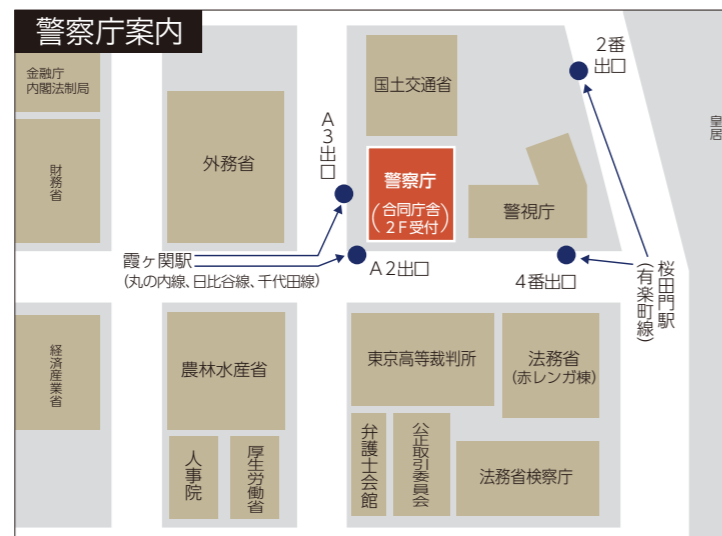 警察庁案内
金融庁
内閣法制局
財務省
外務省
国土交通省
2番
出口
皇居
A3出口
警察庁
(合同庁舎
2F受付)
警視庁
霞ヶ関駅
(丸の内線、日比谷線、千代田線)
A2出口
4番出口
桜田門駅
(有楽町線)
経済産業省
農林水産省
東京高等裁判所
法務省
(赤レンガ棟)
人事院
厚生労働省
弁護士会館
公正取引委員会
法務省検察庁